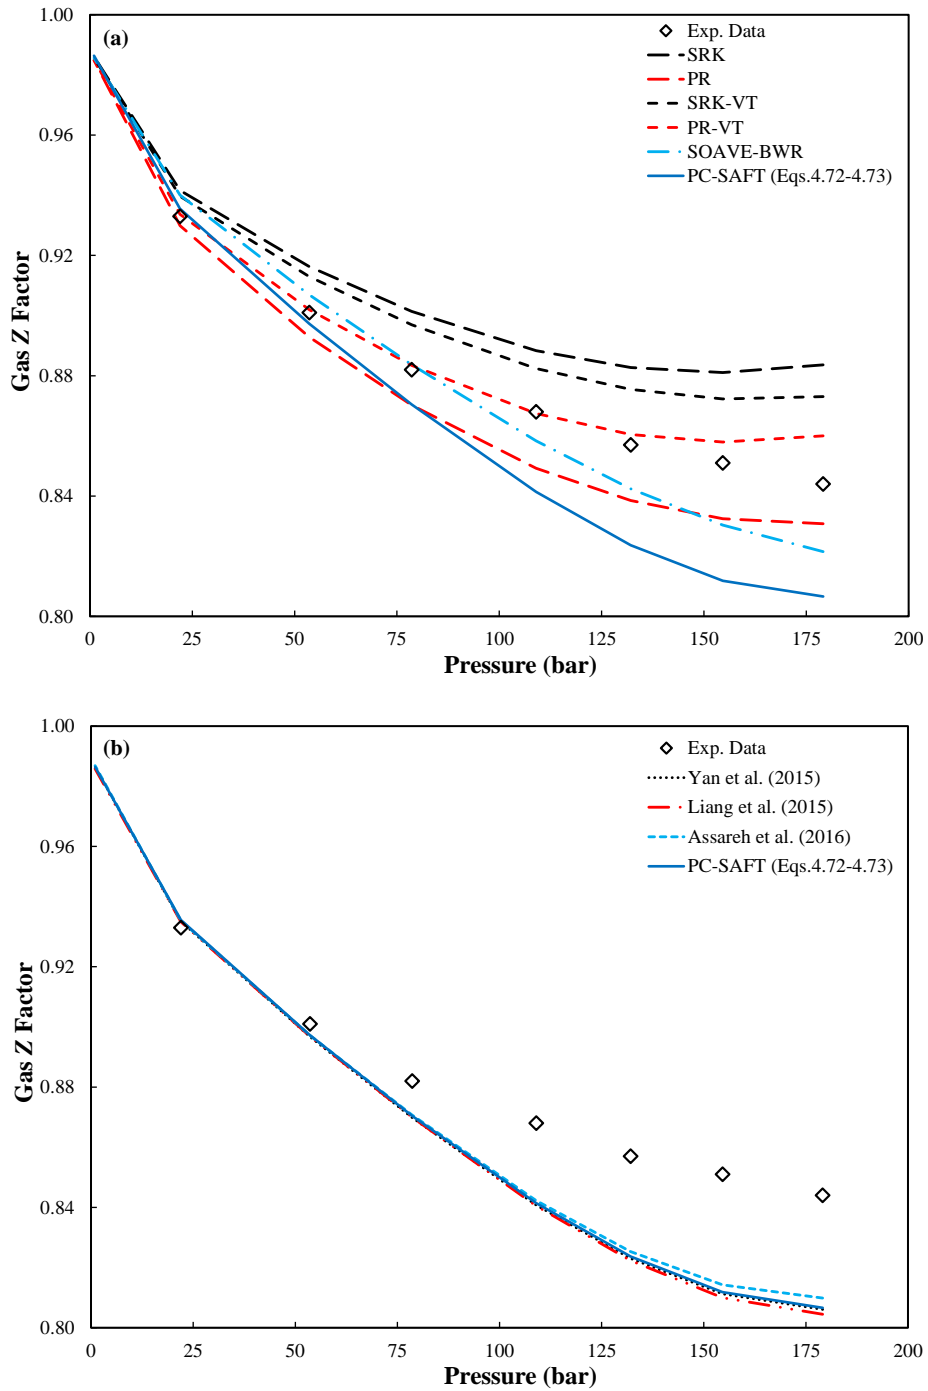 1.00
(a)
Exp. Data
SRK
PR
SRK-VT
PR-VT
SOAVE-BWR
PC-SAFT (Eqs.4.72-4.73)
0.96
0.92
0.88
0.84
0.80
Gas Z Factor
0 25 50 75 100 125 150 175 200
Pressure (bar)
1.00
(b)
Exp. Data
Yan et al. (2015)
Liang et al. (2015)
Assareh et al. (2016)
PC-SAFT (Eqs.4.72-4.73)
0.96
0.92
0.88
0.84
0.80
Gas Z Factor
0 25 50 75 100 125 150 175 200
Pressure (bar)